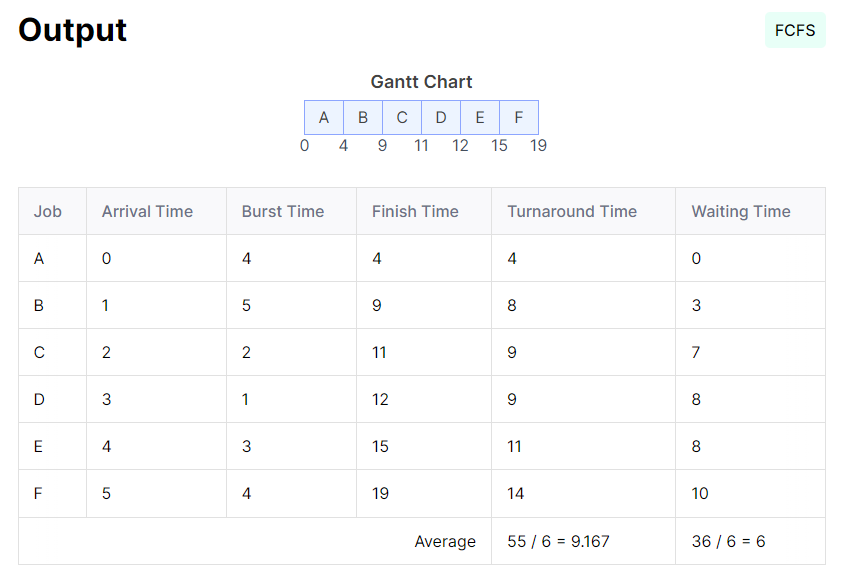 Output
FCFS
Gantt Chart
A B C D E F
0 4 9 11 12 15 19
Job Arrival Time Burst Time Finish Time Turnaround Time Waiting Time
A 0 4 4 4 0
B 1 5 9 8 3
C 2 2 11 9 7
D 3 1 12 9 8
E 4 3 15 11 8
F 5 4 19 14 10
Average 55 / 6 = 9.167 36 / 6 = 6